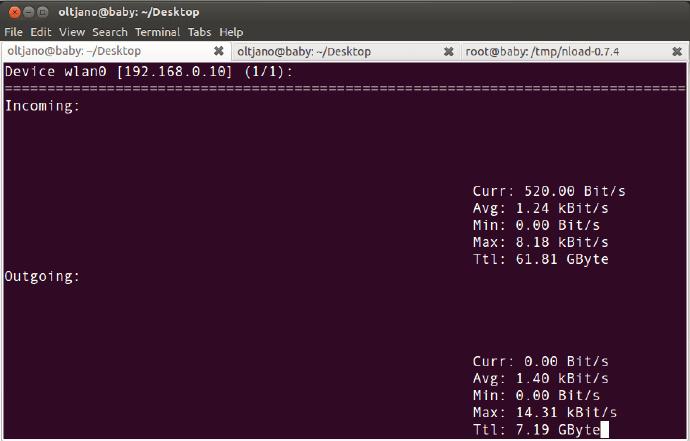 oltjano@baby: ~/Desktop
File Edit View Search Terminal Tabs Help
oltjano@baby: ~/Desktop ✖ oltjano@baby: ~/Desktop ✖ root@baby: /tmp/nload-0.7.4 ✖
Device wlan0 [192.168.0.10] (1/1):
================================================================================
Incoming:
Curr: 520.00 Bit/s
Avg: 1.24 kBit/s
Min: 0.00 Bit/s
Max: 8.18 kBit/s
Ttl: 61.81 GByte
Outgoing:
Curr: 0.00 Bit/s
Avg: 1.40 kBit/s
Min: 0.00 Bit/s
Max: 14.31 kBit/s
Ttl: 7.19 GByte